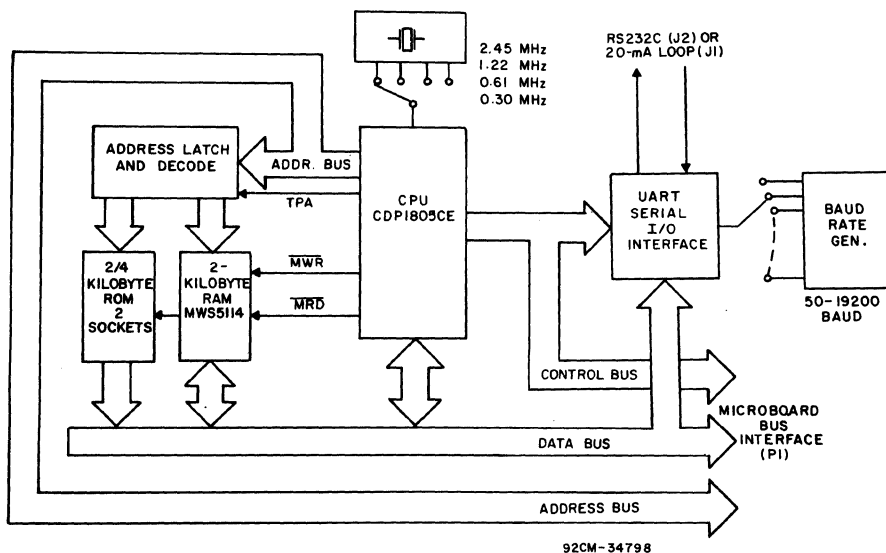 2.45 MHz
1.22 MHz
0.61 MHz
0.30 MHz
RS232C (J2) OR
20-mA LOOP (J1)
ADDRESS LATCH
AND DECODE
ADDR. BUS
TPA
CPU
CDP1805CE
UART
SERIAL
I/O
INTERFACE
BAUD
RATE
GEN.
50-19200
BAUD
2/4
KILOBYTE
ROM
2
SOCKETS
2-
KILOBYTE
RAM
MWS5114
MWR
MRD
CONTROL BUS
MICROBOARD
BUS
INTERFACE
(P1)
DATA BUS
ADDRESS BUS
92CM-34798